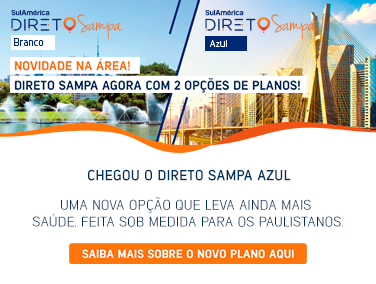 SulAmérica
DIRETO Sampa
Branco
SulAmérica
DIRETO Sampa
Azul
NOVIDADE NA ÁREA!
DIRETO SAMPA AGORA COM 2 OPÇÕES DE PLANOS!
CHEGOU O DIRETO SAMPA AZUL
UMA NOVA OPÇÃO QUE LEVA AINDA MAIS
SAÚDE, FEITA SOB MEDIDA PARA OS PAULISTANOS.
SAIBA MAIS SOBRE O NOVO PLANO AQUI